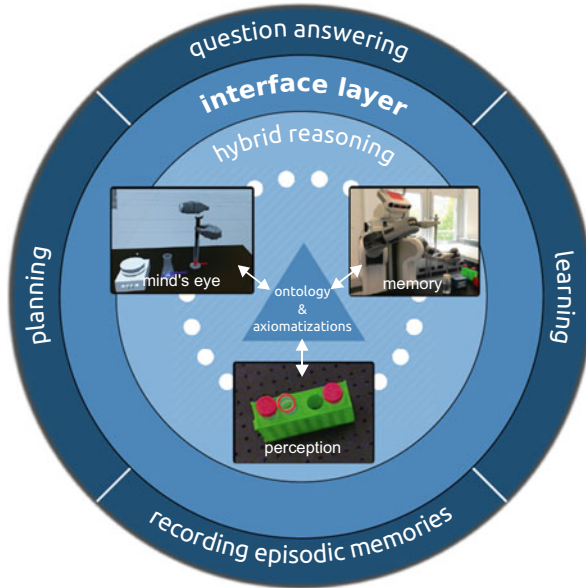 question answering
interface layer
hybrid reasoning
mind's eye
memory
planning
learning
ontology
&
axiomatizations
perception
recording episodic memories